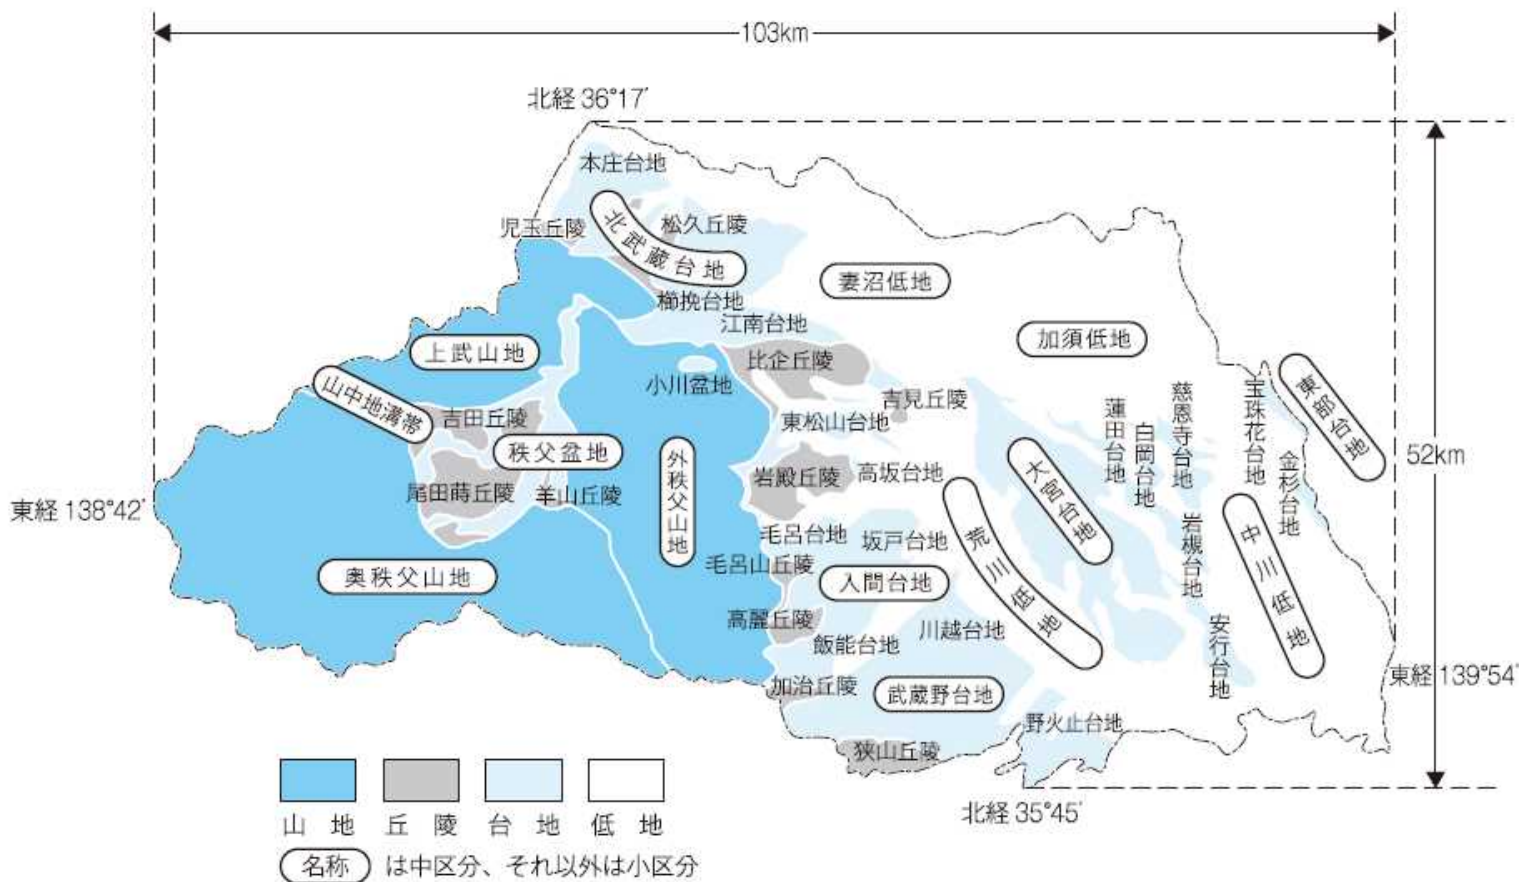 103km
北経 36°17′
本庄台地
児玉丘陵
北武蔵台地
松久丘陵
妻沼低地
櫛挽台地
江南台地
加須低地
上武山地
比企丘陵
小川盆地
山中地溝帯
吉田丘陵
吉見丘陵
東松山台地
蓮田台地
白岡台地
慈恩寺台地
宝珠花台地
金杉台地
東部台地
52km
秩父盆地
外秩父山地
岩殿丘陵
高坂台地
大宮台地
尾田蒔丘陵
羊山丘陵
東経 138°42′
毛呂台地
坂戸台地
荒川低地
岩槻台地
中川低地
毛呂山丘陵
奥秩父山地
入間台地
高麗丘陵
川越台地
飯能台地
安行台地
東経 139°54′
加治丘陵
武蔵野台地
野火止台地
狭山丘陵
北経 35°45′
山地 丘陵 台地 低地
名称 は中区分、それ以外は小区分